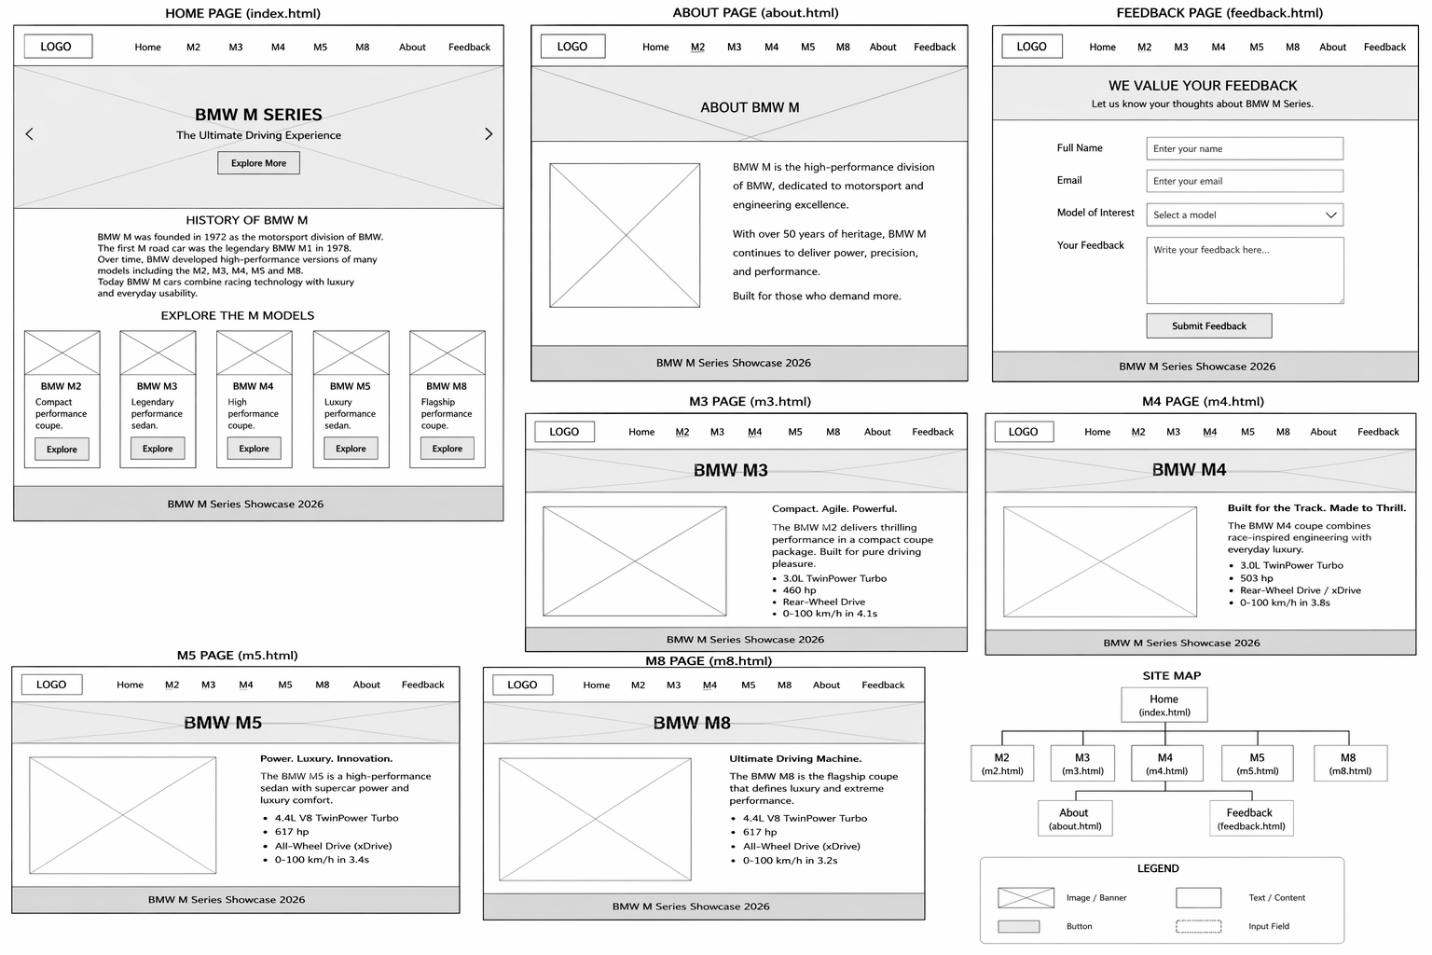 HOME PAGE (index.html)
LOGO Home M2 M3 M4 M5 M8 About Feedback
BMW M SERIES
The Ultimate Driving Experience
Explore More
HISTORY OF BMW M
BMW M was founded in 1972 as the motorsport division of BMW.
The first M road car was the legendary BMW M1 in 1978.
Over time, BMW developed high-performance versions of many
models including the M2, M3, M4, M5 and M8.
Today BMW M cars combine racing technology with luxury
and everyday usability.
EXPLORE THE M MODELS
BMW M2
Compact
performance
coupe.
Explore
BMW M3
Legendary
performance
sedan.
Explore
BMW M4
High
performance
coupe.
Explore
BMW M5
Luxury
performance
sedan.
Explore
BMW M8
Flagship
performance
coupe.
Explore
BMW M Series Showcase 2026
ABOUT PAGE (about.html)
LOGO Home M2 M3 M4 M5 M8 About Feedback
ABOUT BMW M
BMW M is the high-performance division
of BMW, dedicated to motorsport and
engineering excellence.
With over 50 years of heritage, BMW M
continues to deliver power, precision,
and performance.
Built for those who demand more.
BMW M Series Showcase 2026
FEEDBACK PAGE (feedback.html)
LOGO Home M2 M3 M4 M5 M8 About Feedback
WE VALUE YOUR FEEDBACK
Let us know your thoughts about BMW M Series.
Full Name Enter your name
Email Enter your email
Model of Interest Select a model
Your Feedback Write your feedback here...
Submit Feedback
BMW M Series Showcase 2026
M3 PAGE (m3.html)
LOGO Home M2 M3 M4 M5 M8 About Feedback
BMW M3
Compact. Agile. Powerful.
The BMW M2 delivers thrilling
performance in a compact coupe
package. Built for pure driving
pleasure.
• 3.0L TwinPower Turbo
• 460 hp
• Rear-Wheel Drive
• 0-100 km/h in 4.1s
BMW M Series Showcase 2026
M4 PAGE (m4.html)
LOGO Home M2 M3 M4 M5 M8 About Feedback
BMW M4
Built for the Track. Made to Thrill.
The BMW M4 coupe combines
race-inspired engineering with
everyday luxury.
• 3.0L TwinPower Turbo
• 503 hp
• Rear-Wheel Drive / xDrive
• 0-100 km/h in 3.8s
BMW M Series Showcase 2026
M5 PAGE (m5.html)
LOGO Home M2 M3 M4 M5 M8 About Feedback
BMW M5
Power. Luxury. Innovation.
The BMW M5 is a high-performance
sedan with supercar power and
luxury comfort.
• 4.4L V8 TwinPower Turbo
• 617 hp
• All-Wheel Drive (xDrive)
• 0-100 km/h in 3.4s
BMW M Series Showcase 2026
M8 PAGE (m8.html)
LOGO Home M2 M3 M4 M5 M8 About Feedback
BMW M8
Ultimate Driving Machine.
The BMW M8 is the flagship coupe
that defines luxury and extreme
performance.
• 4.4L V8 TwinPower Turbo
• 617 hp
• All-Wheel Drive (xDrive)
• 0-100 km/h in 3.2s
BMW M Series Showcase 2026
SITE MAP
Home
(index.html)
M2
(m2.html)
M3
(m3.html)
M4
(m4.html)
M5
(m5.html)
M8
(m8.html)
About
(about.html)
Feedback
(feedback.html)
LEGEND
Image / Banner
Text / Content
Button
Input Field